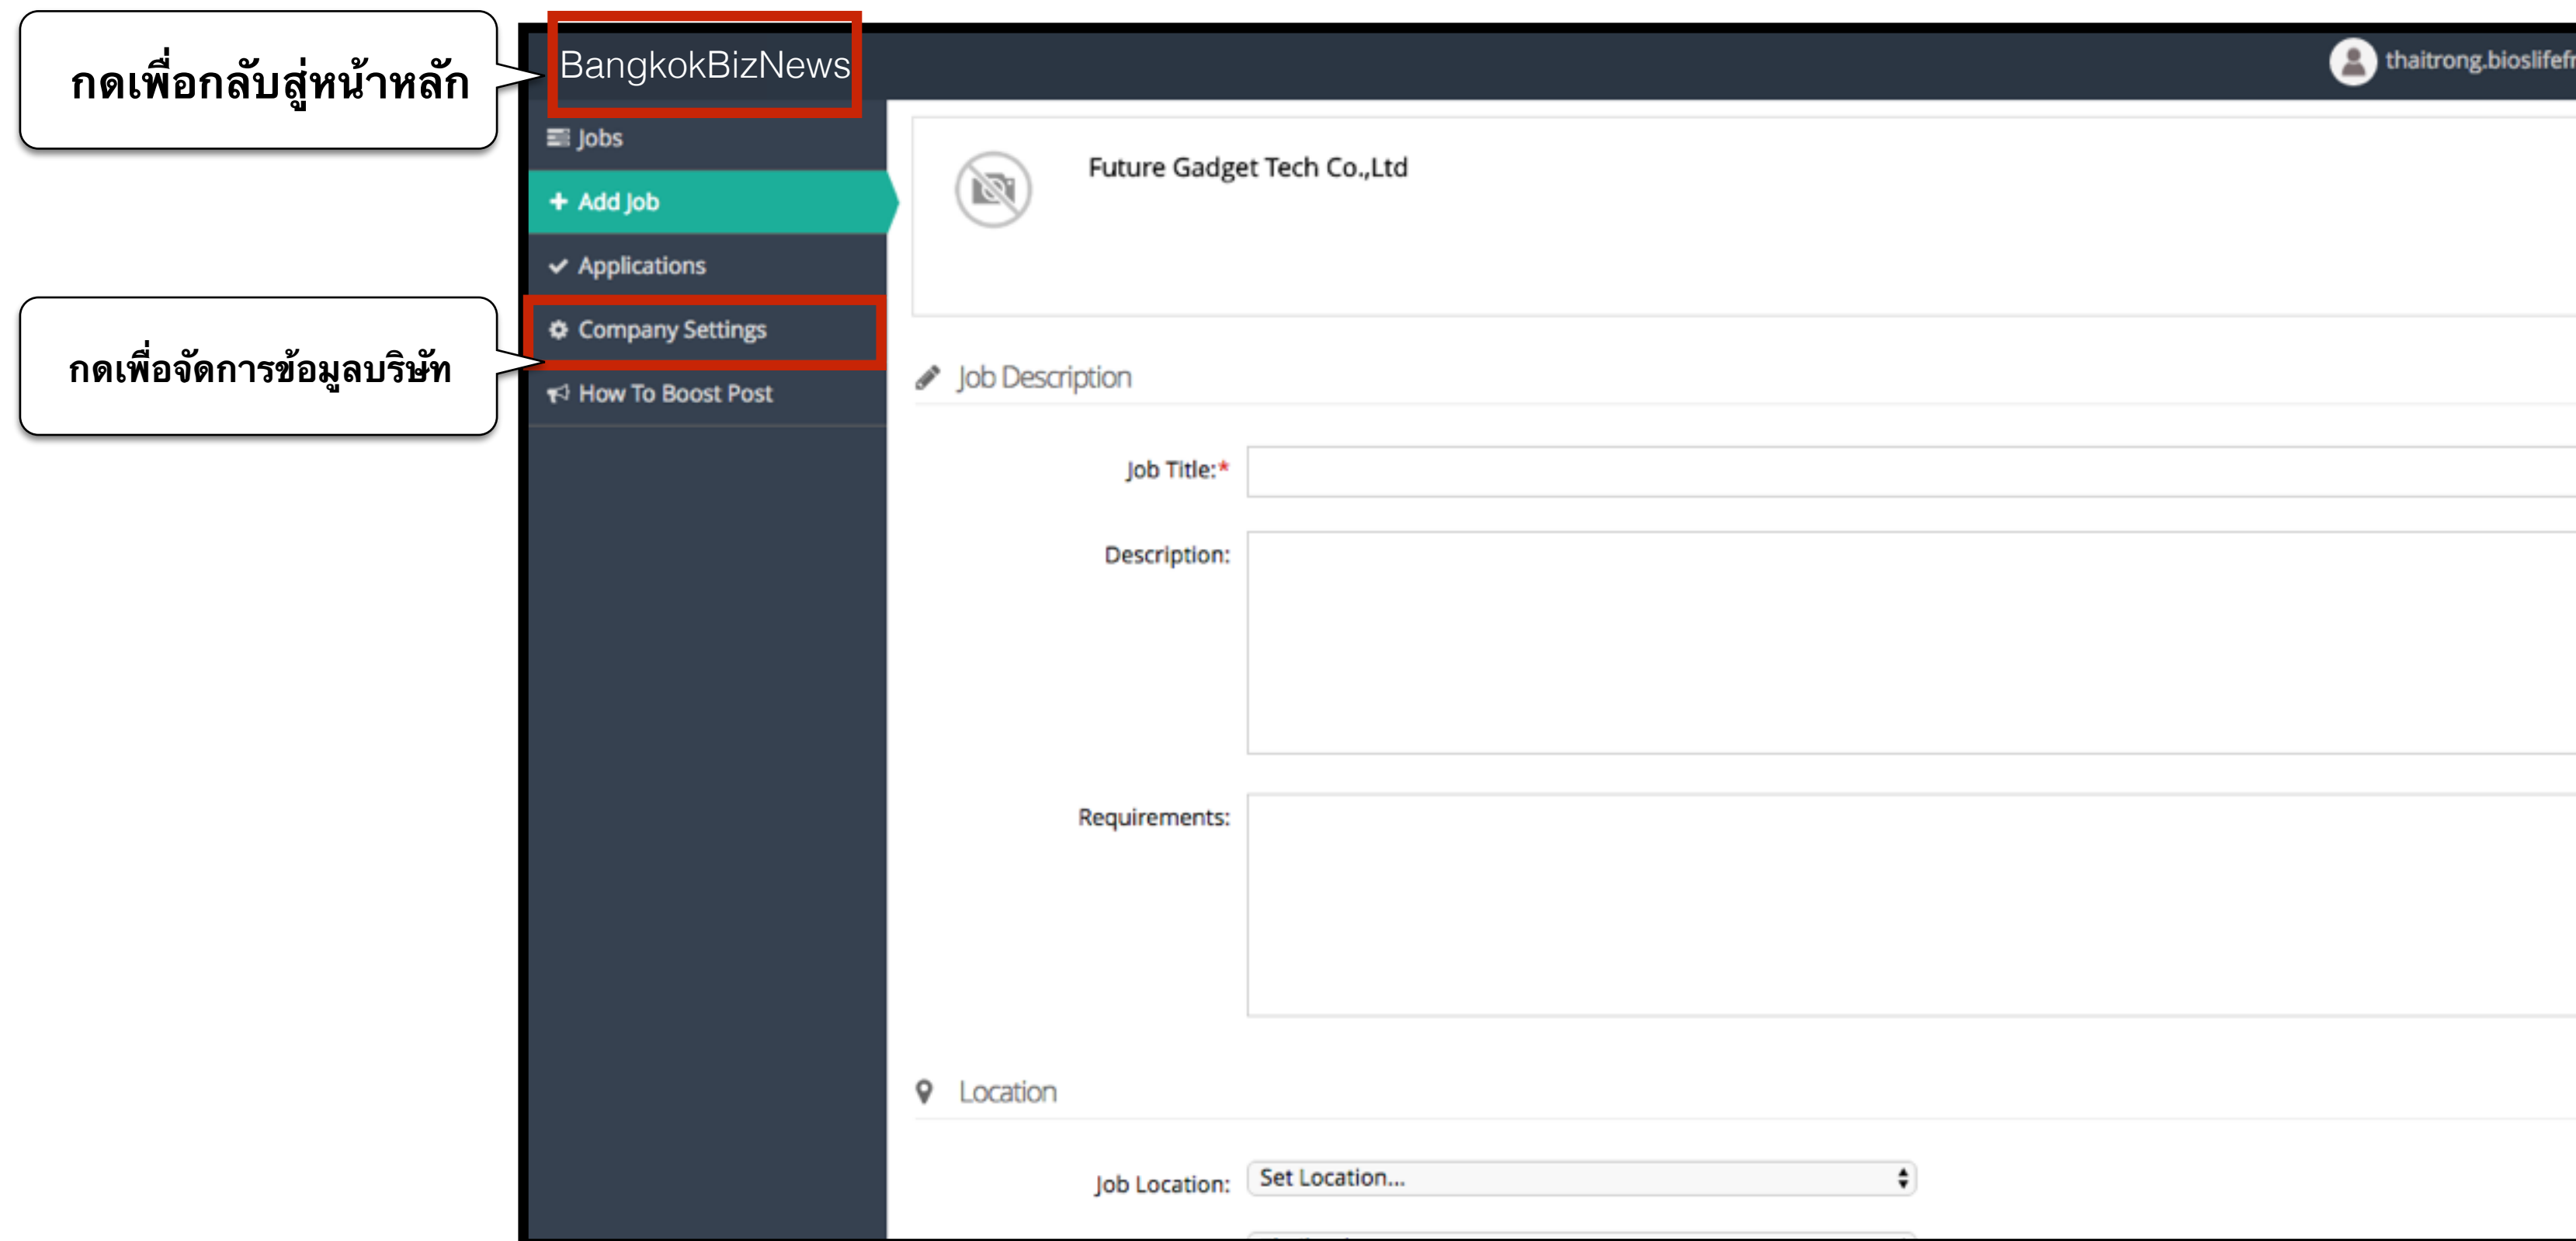 กดเพื่อกลับสู่หน้าหลัก
BangkokBizNews
Jobs
Add Job
Applications
Company Settings
How To Boost Post
กดเพื่อจัดการข้อมูลบริษัท
Future Gadget Tech Co.,Ltd
Job Description
Job Title:*
Description:
Requirements:
Location
Job Location:
Set Location...